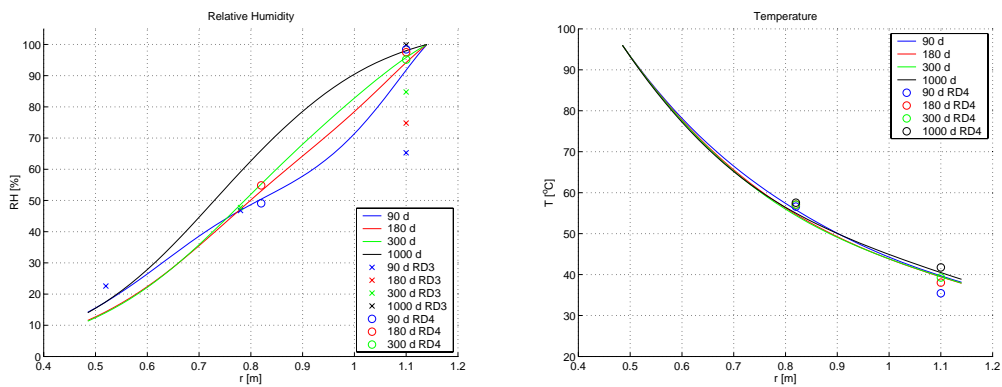 Relative Humidity
100
90
80
70
60
50
40
30
20
10
0
RH [%]
0.4 0.5 0.6 0.7 0.8 0.9 1 1.1 1.2
r [m]
90 d
180 d
300 d
1000 d
90 d RD3
180 d RD3
300 d RD3
1000 d RD3
90 d RD4
180 d RD4
300 d RD4
Temperature
100
90
80
70
60
50
40
30
20
T [°C]
0.4 0.5 0.6 0.7 0.8 0.9 1 1.1 1.2
r [m]
90 d
180 d
300 d
1000 d
90 d RD4
180 d RD4
300 d RD4
1000 d RD4